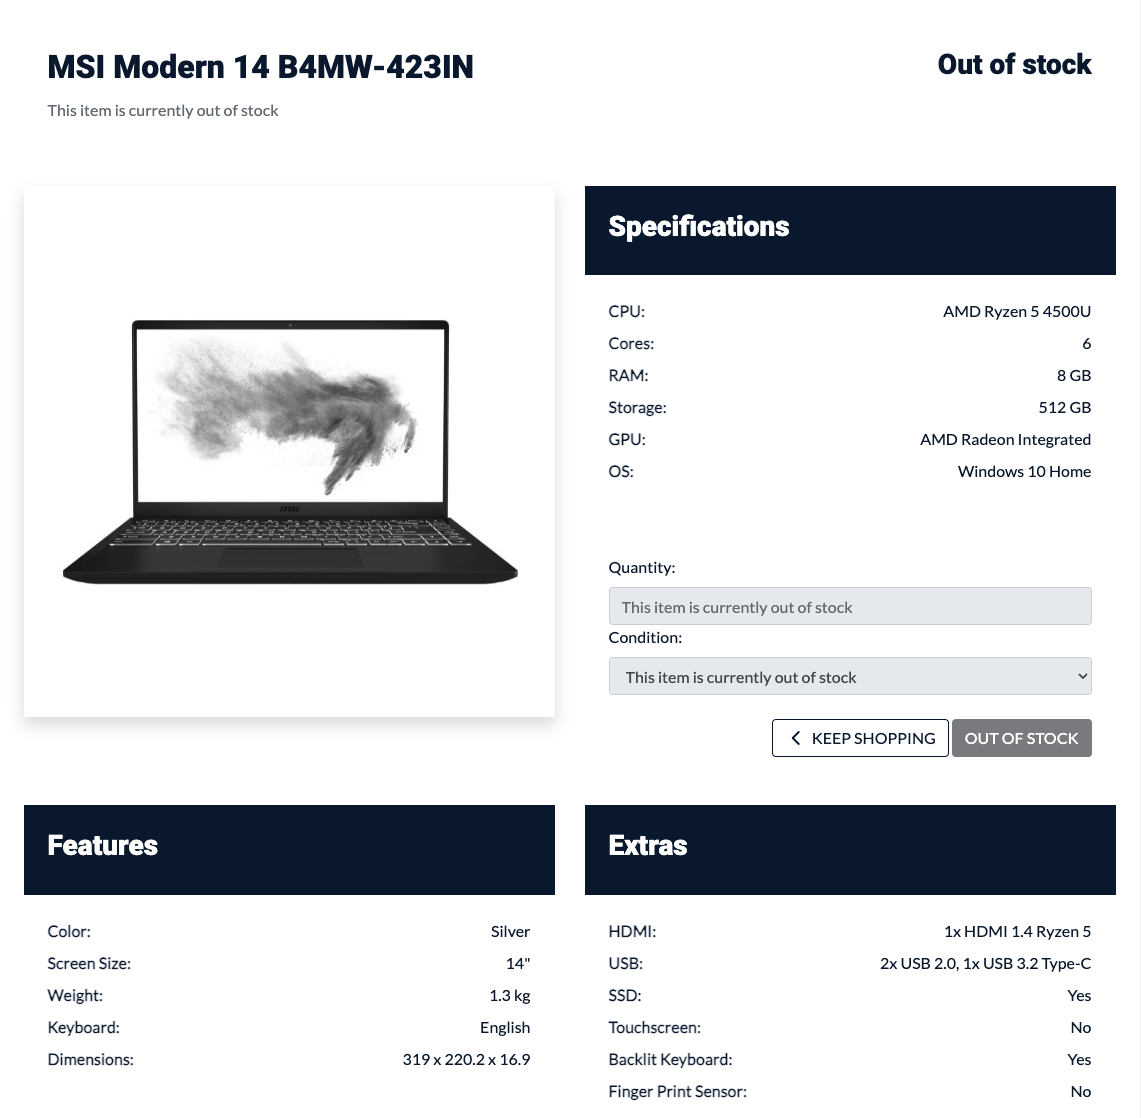 MSI Modern 14 B4MW-423IN
Out of stock
This item is currently out of stock
msi
Specifications
CPU: AMD Ryzen 5 4500U
Cores: 6
RAM: 8 GB
Storage: 512 GB
GPU: AMD Radeon Integrated
OS: Windows 10 Home
Quantity:
This item is currently out of stock
Condition:
This item is currently out of stock
KEEP SHOPPING
OUT OF STOCK
Features
Color: Silver
Screen Size: 14"
Weight: 1.3 kg
Keyboard: English
Dimensions: 319 x 220.2 x 16.9
Extras
HDMI: 1x HDMI 1.4 Ryzen 5
USB: 2x USB 2.0, 1x USB 3.2 Type-C
SSD: Yes
Touchscreen: No
Backlit Keyboard: Yes
Finger Print Sensor: No